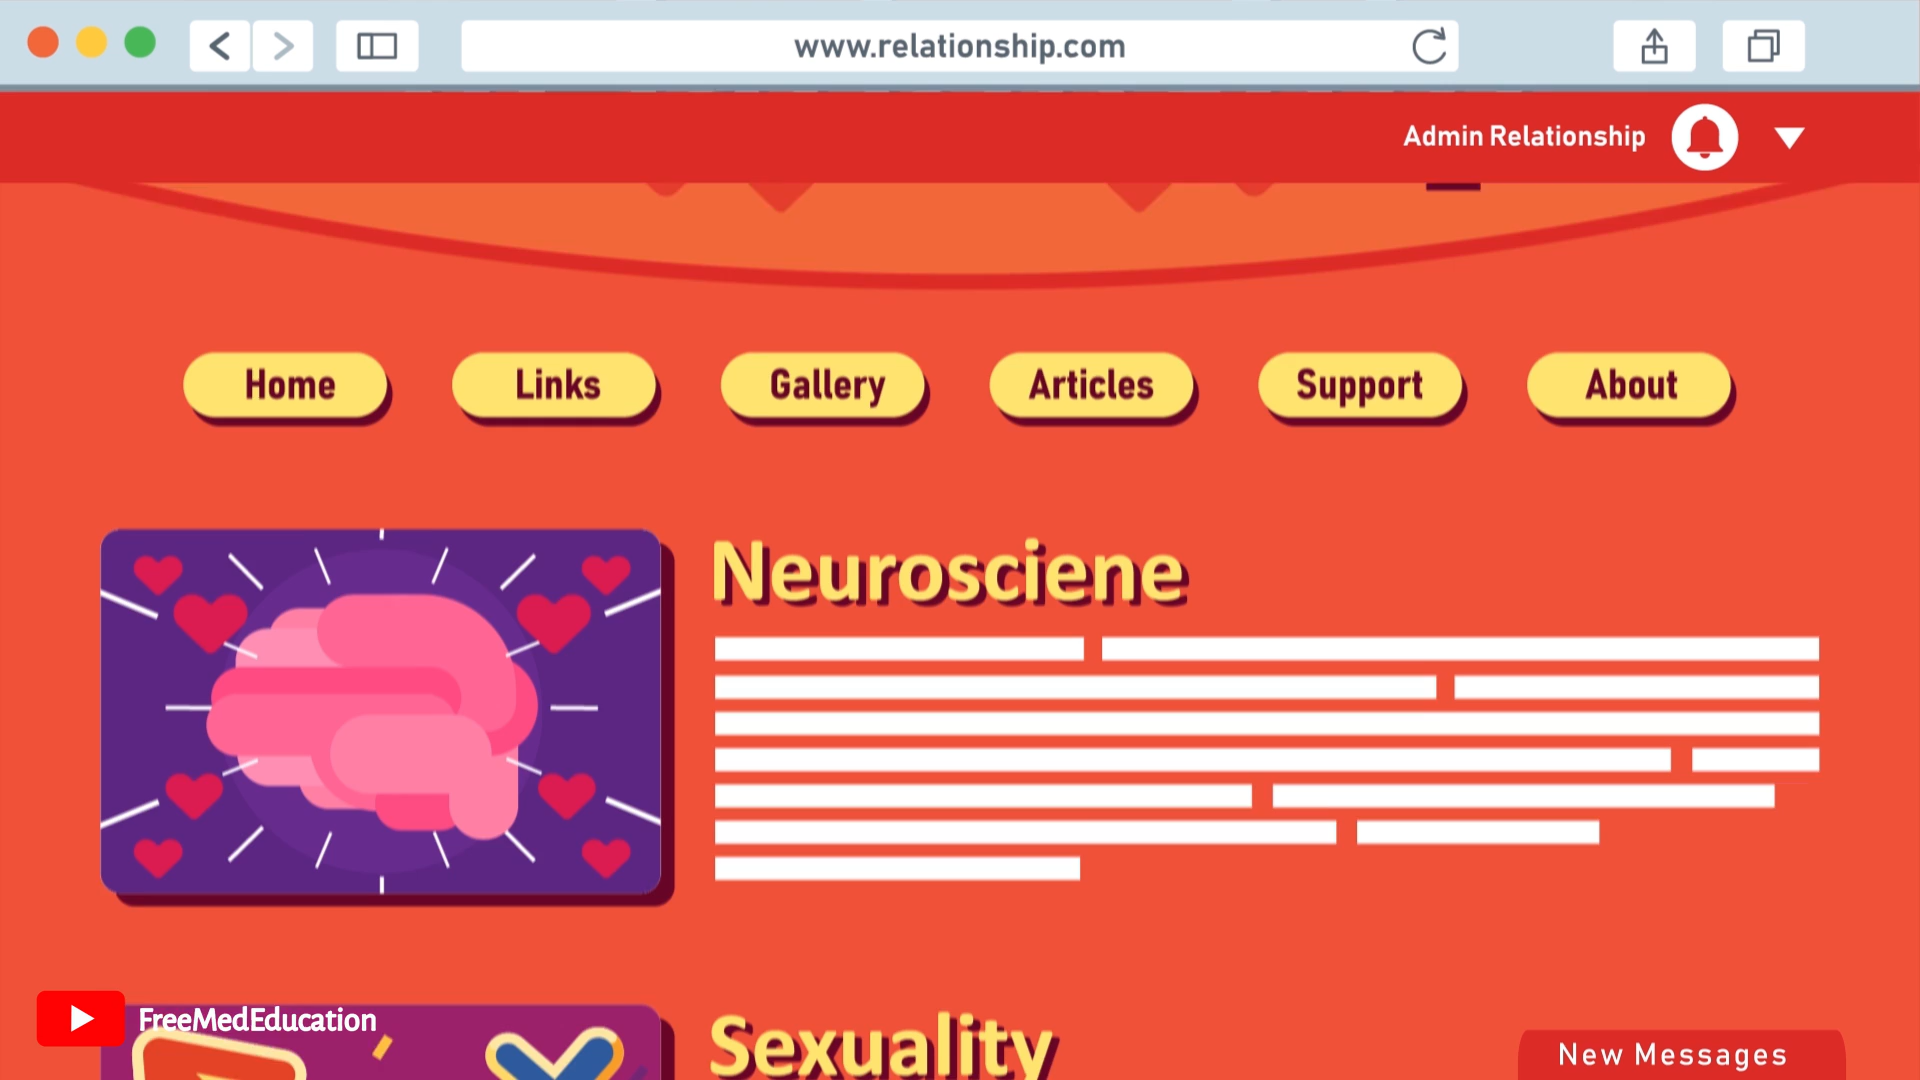 www.relationship.com
Admin Relationship
Home Links Gallery Articles Support About
Neurosciene
FreeMedEducation
Sexuality
New Messages